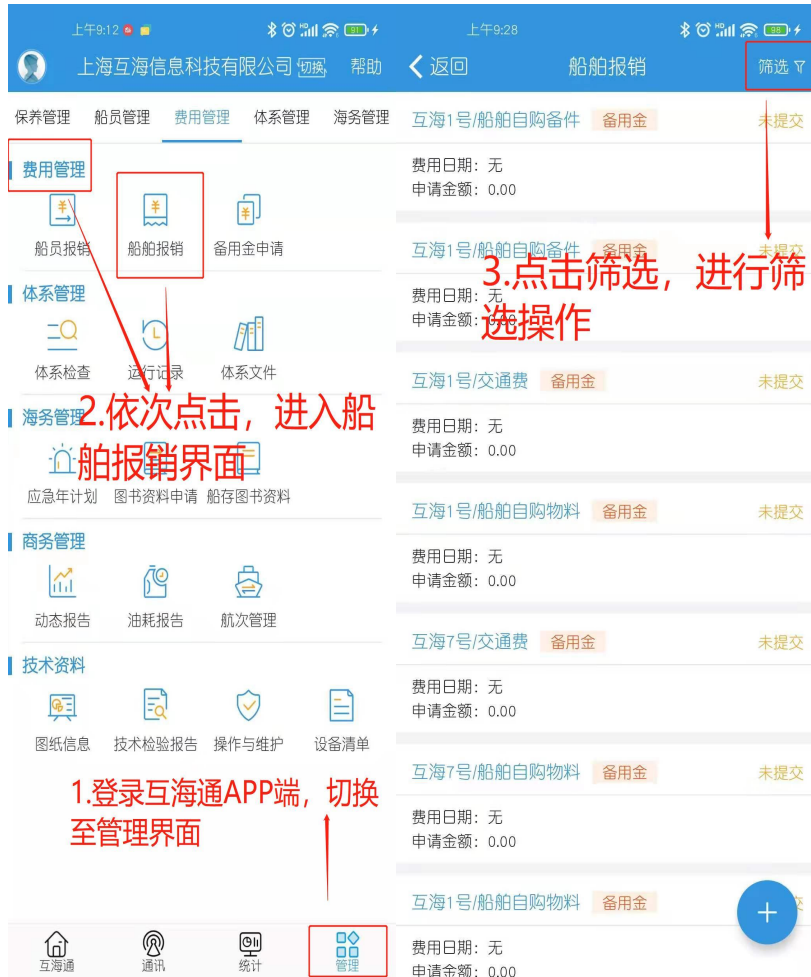 上午9:12
91
上海互海信息科技有限公司 切换 帮助
保养管理 船员管理 费用管理 体系管理 海务管理
费用管理
船员报销 船舶报销 备用金申请
体系管理
体系检查 运行记录 体系文件
海务管理
2.依次点击，进入船
舶报销界面
应急年计划 图书资料申请 船存图书资料
商务管理
动态报告 油耗报告 航次管理
技术资料
图纸信息 技术检验报告 操作与维护 设备清单
1.登录互海通APP端，切换
至管理界面
互海通 通讯 统计 管理
上午9:28
98
返回 船舶报销 筛选
互海1号/船舶自购备件 备用金 未提交
费用日期：无
申请金额：0.00
互海1号/船舶自购备件 备用金 未提交
3.点击筛选，进行筛
选操作
费用日期：无
申请金额：0.00
互海1号/交通费 备用金 未提交
费用日期：无
申请金额：0.00
互海1号/船舶自购物料 备用金 未提交
费用日期：无
申请金额：0.00
互海7号/交通费 备用金 未提交
费用日期：无
申请金额：0.00
互海7号/船舶自购物料 备用金 未提交
费用日期：无
申请金额：0.00
互海1号/船舶自购物料 备用金
费用日期：无
申请金额：0.00